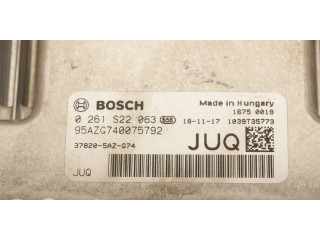 BOSCH
Made in Hungary
1675 0019
0 261 S22 063
18-11-17 1039T35773
95AZG740075792
37820-5AZ-G74
JUQ
JUQ